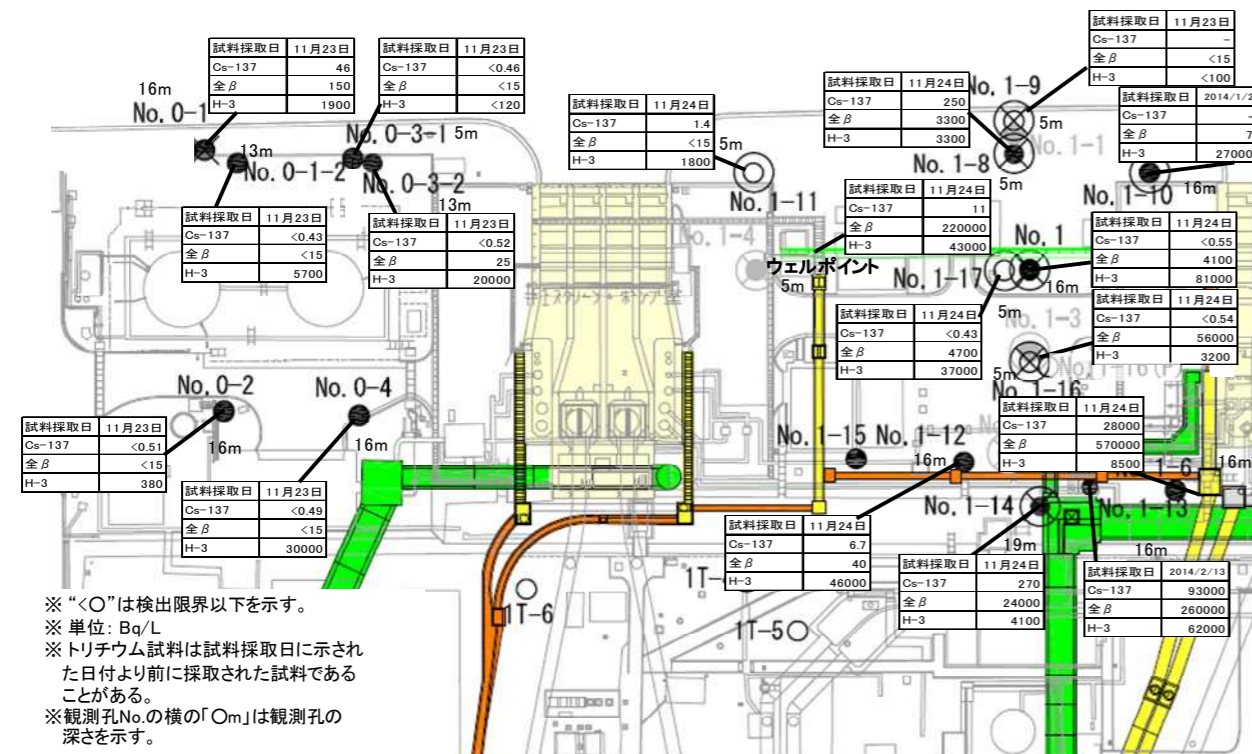 試料採取日 11月23日
Cs-137 46
全β 150
H-3 1900
試料採取日 11月23日
Cs-137 <0.46
全β <15
H-3 <120
試料採取日 11月24日
Cs-137 1.4
全β <15
H-3 1800
試料採取日 11月24日
Cs-137 250
全β 3300
H-3 3300
試料採取日 11月23日
Cs-137 -
全β <15
H-3 <100
試料採取日 2014/1/2
Cs-137 -
全β 7
H-3 27000
16m
No. 0-1
13m
No. 0-1-2
No. 0-3-1 5m
No. 0-3-2
13m
5m
No. 1-11
No. 1-9
5m
No. 1-1
No. 1-8
5m
No. 1-10 16m
試料採取日 11月23日
Cs-137 <0.43
全β <15
H-3 5700
試料採取日 11月23日
Cs-137 <0.52
全β 25
H-3 20000
試料採取日 11月24日
Cs-137 11
全β 220000
H-3 43000
試料採取日 11月24日
Cs-137 <0.55
全β 4100
H-3 81000
1-4
ウェルポイント
5m
No. 1-17
5m
No. 1
16m
試料採取日 11月24日
Cs-137 <0.43
全β 4700
H-3 37000
試料採取日 11月24日
Cs-137 <0.54
全β 56000
H-3 3200
No. 1-3
5m
No. 1-16
No. 0-2
16m
No. 0-4
16m
試料採取日 11月23日
Cs-137 <0.51
全β <15
H-3 380
試料採取日 11月23日
Cs-137 <0.49
全β <15
H-3 30000
試料採取日 11月24日
Cs-137 28000
全β 570000
H-3 8500
No. 1-15 No. 1-12
16m
16m
1-6
No. 1-14
19m
No. 1-13
16m
試料採取日 11月24日
Cs-137 6.7
全β 40
H-3 46000
試料採取日 11月24日
Cs-137 270
全β 24000
H-3 4100
試料採取日 2014/2/13
Cs-137 93000
全β 260000
H-3 62000
1T-6
1T-
1T-5
※ “<○”は検出限界以下を示す。
※ 単位: Bq/L
※ トリチウム試料は試料採取日に示され
た日付より前に採取された試料である
ことがある。
※観測孔No.の横の「○m」は観測孔の
深さを示す。